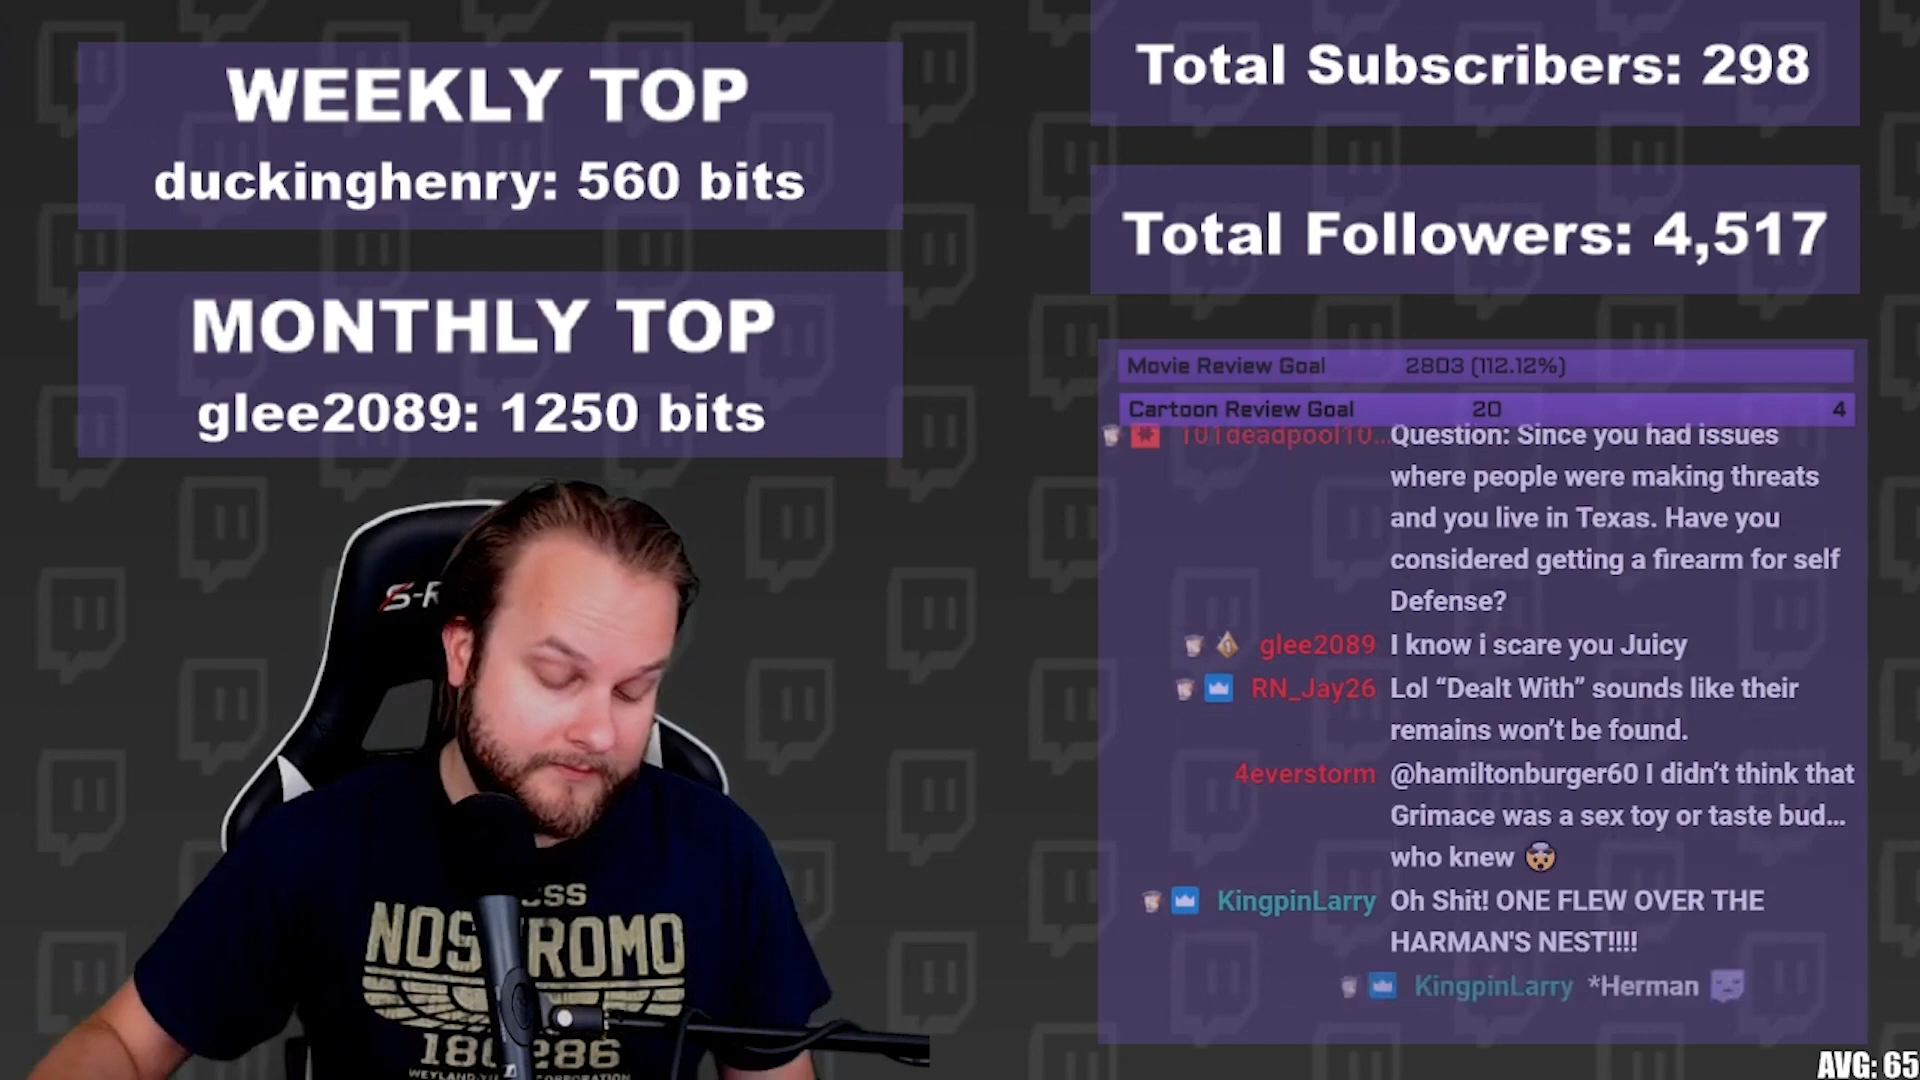 WEEKLY TOP
duckinghenry: 560 bits
MONTHLY TOP
glee2089: 1250 bits
Total Subscribers: 298
Total Followers: 4,517
Movie Review Goal 2803 (112.12%)
Cartoon Review Goal 20 4
101deadpool10... Question: Since you had issues
where people were making threats
and you live in Texas. Have you
considered getting a firearm for self
Defense?
glee2089 I know i scare you Juicy
RN_Jay26 Lol “Dealt With” sounds like their
remains won’t be found.
4everstorm @hamiltonburger60 I didn’t think that
Grimace was a sex toy or taste bud...
who knew 🤯
KingpinLarry Oh Shit! ONE FLEW OVER THE
HARMAN'S NEST!!!!
KingpinLarry *Herman
S-R
NOS ROMO
286
AVG: 65